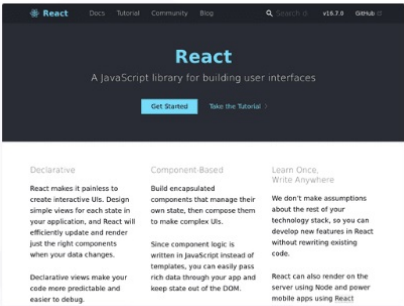 React
Docs
Tutorial
Community
Blog
Search
v16.7.0
GitHub
React
A JavaScript library for building user interfaces
Get Started
Take the Tutorial >
Declarative
React makes it painless to
create interactive UIs. Design
simple views for each state in
your application, and React will
efficiently update and render
just the right components
when your data changes.
Declarative views make your
code more predictable and
easier to debug.
Component-Based
Build encapsulated
components that manage their
own state, then compose them
to make complex UIs.
Since component logic is
written in JavaScript instead of
templates, you can easily pass
rich data through your app and
keep state out of the DOM.
Learn Once,
Write Anywhere
We don't make assumptions
about the rest of your
technology stack, so you can
develop new features in React
without rewriting existing
code.
React can also render on the
server using Node and power
mobile apps using React